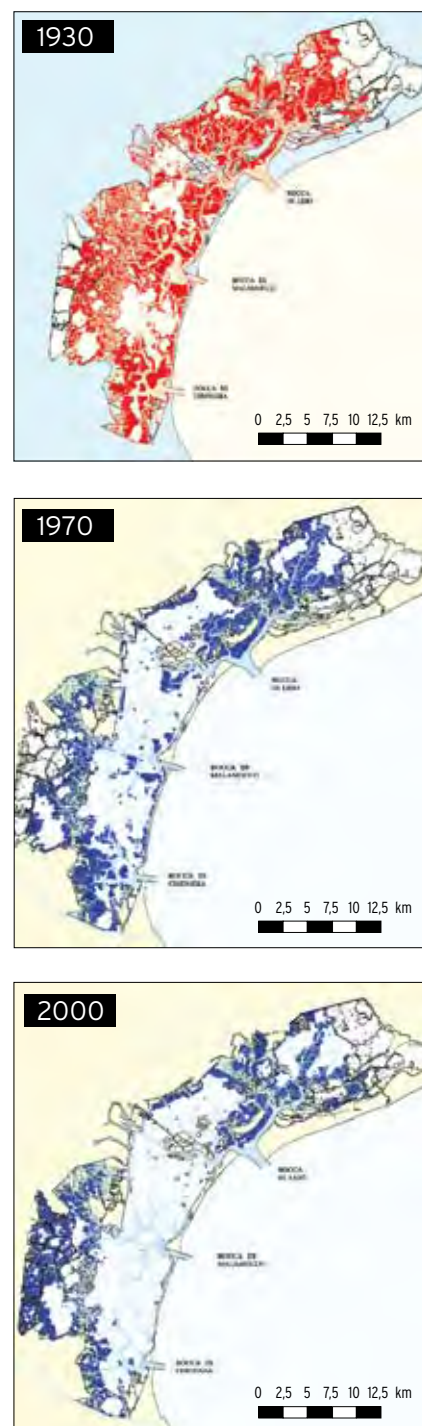 1930
BOCCA
DI LIDO
BOCCA DI
MALAMOCCO
BOCCA DI
CHIOGGIA
0 2,5 5 7,5 10 12,5 km
1970
BOCCA
DI LIDO
BOCCA DI
MALAMOCCO
BOCCA DI
CHIOGGIA
0 2,5 5 7,5 10 12,5 km
2000
BOCCA
DI LIDO
BOCCA DI
MALAMOCCO
BOCCA DI
CHIOGGIA
0 2,5 5 7,5 10 12,5 km